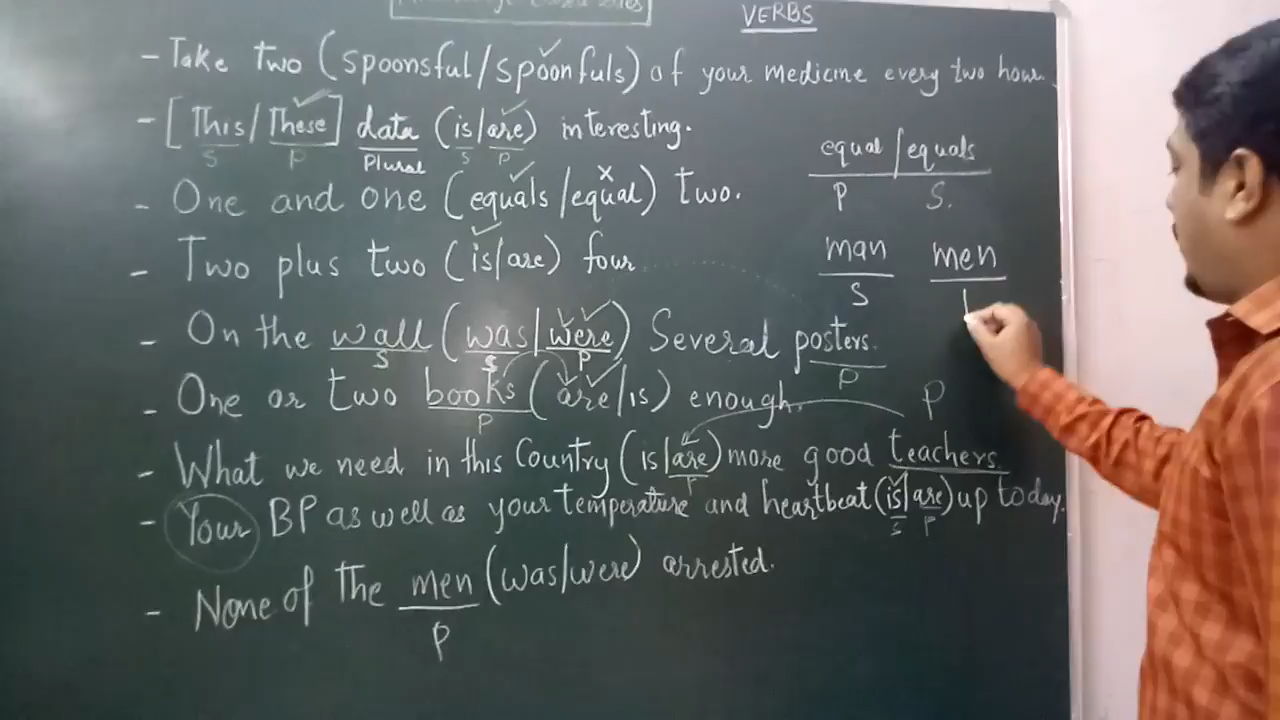 VERBS
- Take two (spoonsful/spoonfuls) of your medicine every two hour.
- [This/These] data (is/are) interesting.
S P Plural S P
equal/equals
P S.
- One and one (equals/equal) two.
- Two plus two (is/are) four
man men
S
- On the wall (was/were) Several posters.
S S P P
- One or two books (are/is) enough.
P P
- What we need in this Country (is/are) more good teachers.
P
- Your BP as well as your temperature and heartbeat (is/are) up today.
S P
- None of the men (was/were) arrested.
P